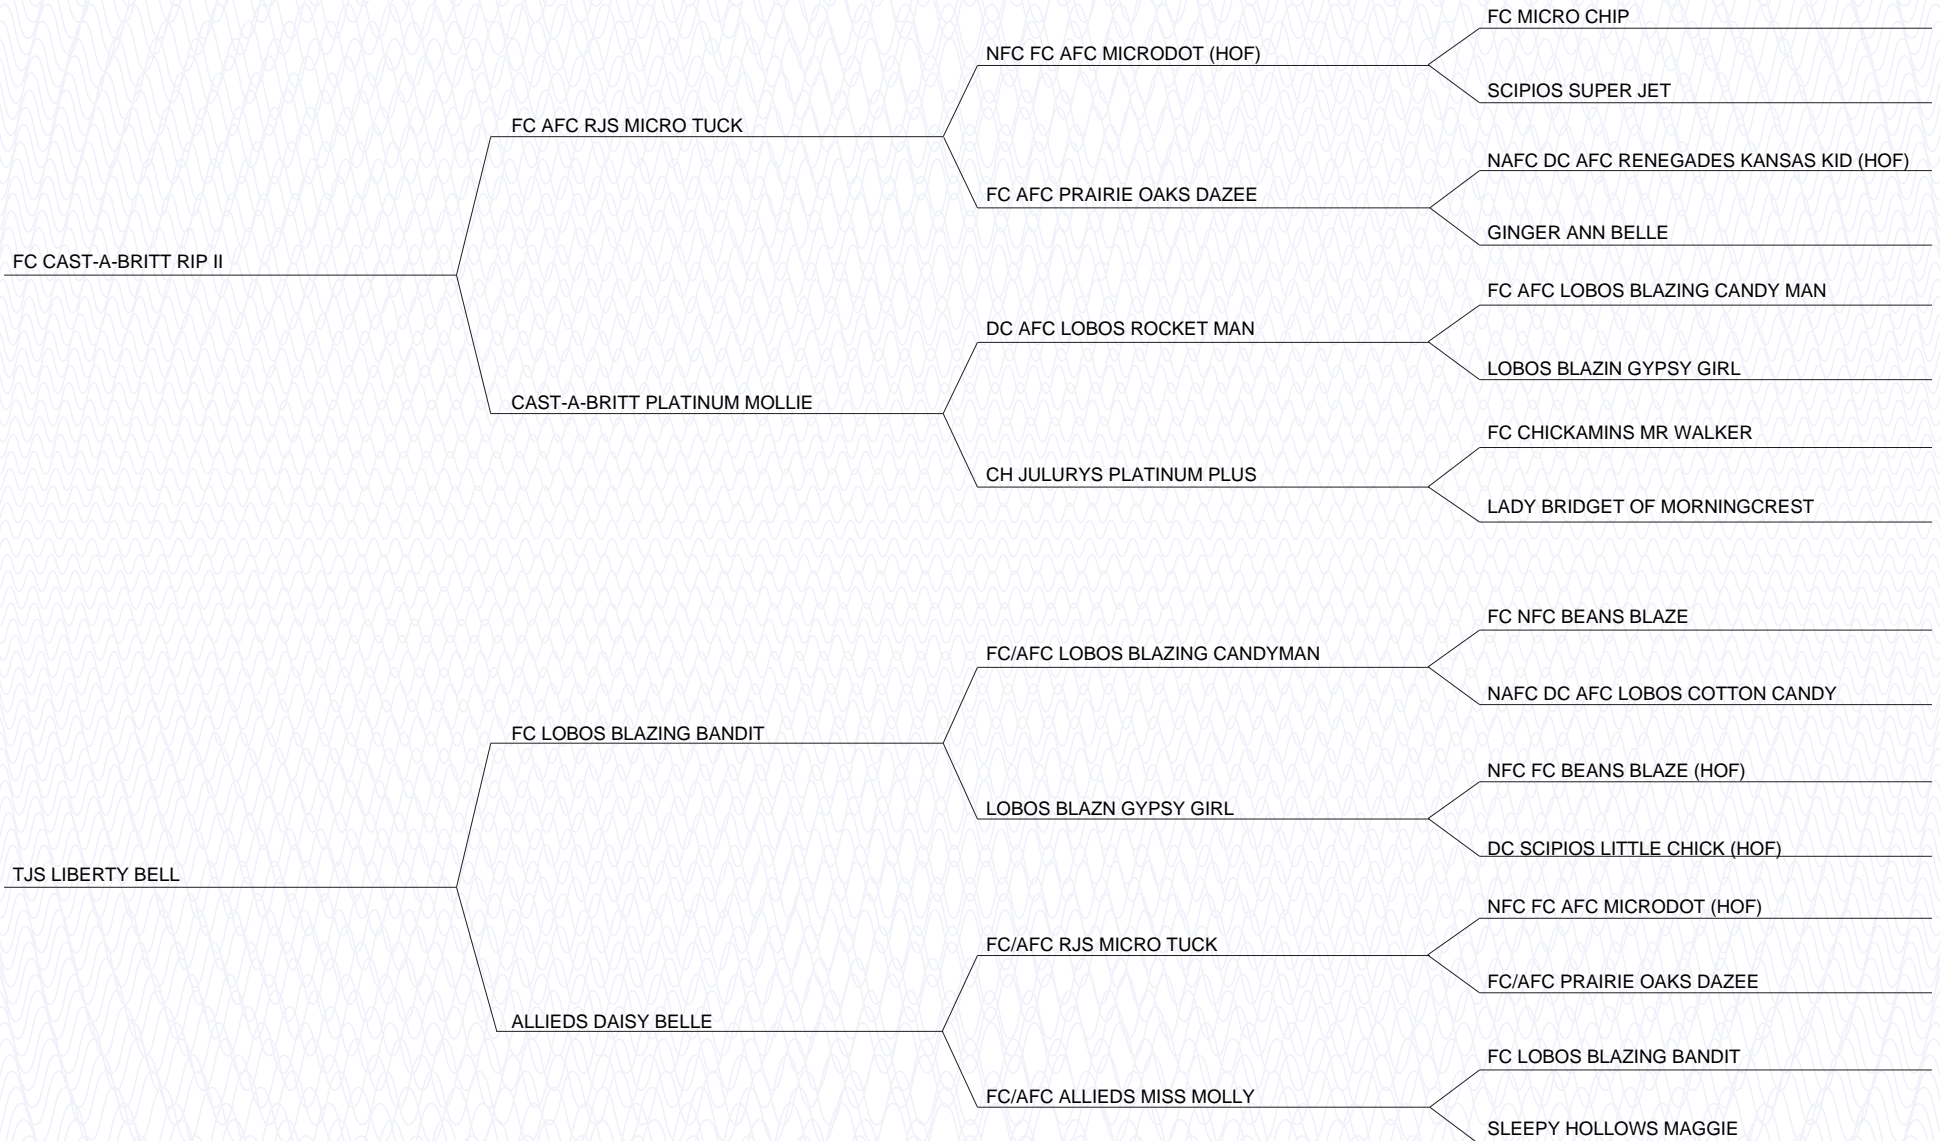 FC MICRO CHIP
NFC FC AFC MICRODOT (HOF)
SCIPIOS SUPER JET
FC AFC RJS MICRO TUCK
NAFC DC AFC RENEGADES KANSAS KID (HOF)
FC AFC PRAIRIE OAKS DAZEE
GINGER ANN BELLE
FC CAST-A-BRITT RIP II
FC AFC LOBOS BLAZING CANDY MAN
DC AFC LOBOS ROCKET MAN
LOBOS BLAZIN GYPSY GIRL
CAST-A-BRITT PLATINUM MOLLIE
FC CHICKAMINS MR WALKER
CH JULURYS PLATINUM PLUS
LADY BRIDGET OF MORNINGCREST
FC NFC BEANS BLAZE
FC/AFC LOBOS BLAZING CANDYMAN
NAFC DC AFC LOBOS COTTON CANDY
FC LOBOS BLAZING BANDIT
NFC FC BEANS BLAZE (HOF)
LOBOS BLAZN GYPSY GIRL
DC SCIPIOS LITTLE CHICK (HOF)
TJS LIBERTY BELL
NFC FC AFC MICRODOT (HOF)
FC/AFC RJS MICRO TUCK
FC/AFC PRAIRIE OAKS DAZEE
ALLIEDS DAISY BELLE
FC LOBOS BLAZING BANDIT
FC/AFC ALLIEDS MISS MOLLY
SLEEPY HOLLOWS MAGGIE